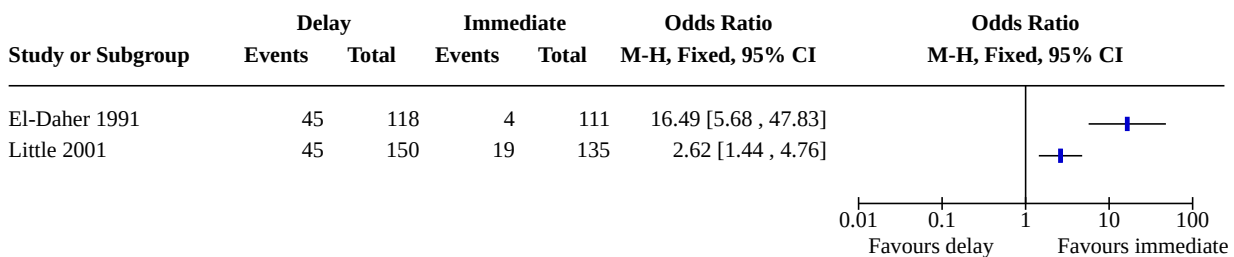 Delay Immediate Odds Ratio Odds Ratio
Study or Subgroup Events Total Events Total M-H, Fixed, 95% CI M-H, Fixed, 95% CI
El-Daher 1991 45 118 4 111 16.49 [5.68 , 47.83]
Little 2001 45 150 19 135 2.62 [1.44 , 4.76]
0.01 0.1 1 10 100
Favours delay Favours immediate